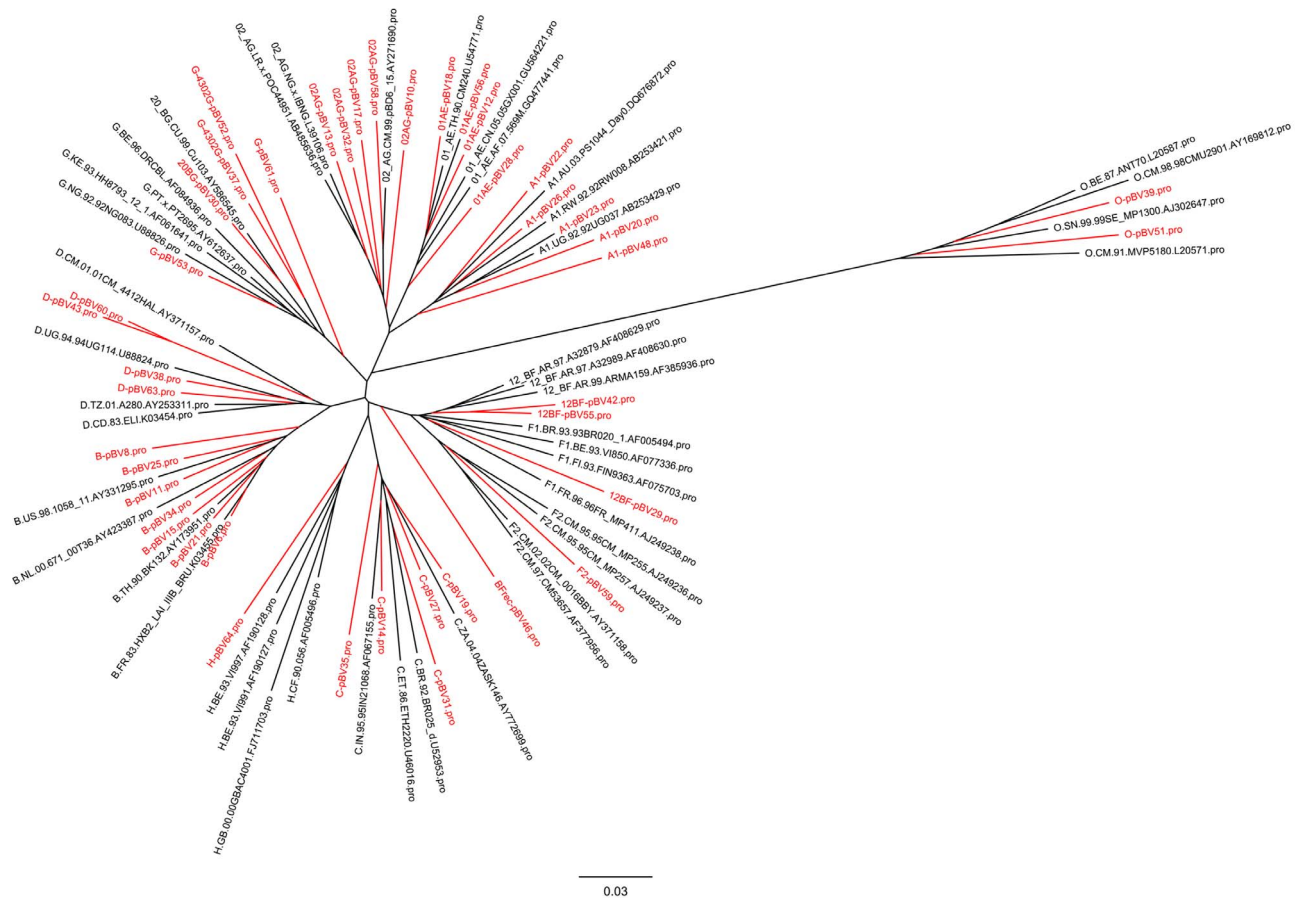 02_AG.LR.x.POC44951.AB485636.pro
02_AG.NG.x.IBNG.L39106.pro
02AG-pBV13.pro
02AG-pBV32.pro
02AG-pBV17.pro
02AG-pBV58.pro
02_AG.CM.99.pBD6_15.AY271690.pro
02AG-pBV10.pro
01AE-pBV18.pro
01_AE.TH.90.CM240.U54771.pro
01AE-pBV56.pro
01AE-pBV12.pro
01_AE.CN.05.05GX001.GU564221.pro
01_AE.AF.07.569M.GQ477441.pro
01AE-pBV28.pro
A1-pBV22.pro
A1.AU.03.PS1044_Day0.DQ676872.pro
A1-pBV26.pro
A1.RW.92.92RW008.AB253421.pro
A1-pBV23.pro
A1.UG.92.92UG037.AB253429.pro
A1-pBV20.pro
A1-pBV48.pro
O.BE.87.ANT70.L20587.pro
O.CM.98.98CMU2901.AY169812.pro
O-pBV39.pro
O.SN.99.99SE_MP1300.AJ302647.pro
O-pBV51.pro
O.CM.91.MVP5180.L20571.pro
12_BF.AR.97.A32879.AF408629.pro
12_BF.AR.97.A32989.AF408630.pro
12_BF.AR.99.ARMA159.AF385936.pro
12BF-pBV42.pro
12BF-pBV55.pro
F1.BR.93.93BR020_1.AF005494.pro
F1.BE.93.VI850.AF077336.pro
F1.FI.93.FIN9363.AF075703.pro
12BF-pBV29.pro
F1.FR.96.96FR_MP411.AJ249238.pro
F2.CM.95.95CM_MP255.AJ249236.pro
F2.CM.95.95CM_MP257.AJ249237.pro
F2-pBV59.pro
F2.CM.02.02CM_0016BBY.AY371158.pro
F2.CM.97.CM53657.AF377956.pro
BFrec-pBV46.pro
C.ZA.04.04ZASK146.AY772699.pro
C-pBV19.pro
C-pBV27.pro
C-pBV31.pro
C.BR.92.BR025_d.U52953.pro
C.ET.86.ETH2220.U46016.pro
C-pBV14.pro
C.IN.95.95IN21068.AF067155.pro
C-pBV35.pro
H.CF.90.056.AF005496.pro
H.GB.00.00GBAC4001.FJ711703.pro
H.BE.93.VI991.AF190127.pro
H.BE.93.VI997.AF190128.pro
H-pBV64.pro
B-pBV6.pro
B.FR.83.HXB2_LAI_IIIB_BRU.K03455.pro
B-pBV21.pro
B.TH.90.BK132.AY173951.pro
B-pBV15.pro
B-pBV34.pro
B.NL.00.671_00T36.AY423387.pro
B-pBV11.pro
B.US.98.1058_11.AY331295.pro
B-pBV25.pro
B-pBV8.pro
D.CD.83.ELI.K03454.pro
D.TZ.01.A280.AY253311.pro
D-pBV63.pro
D-pBV38.pro
D.UG.94.94UG114.U88824.pro
D-pBV43.pro
D-pBV60.pro
D.CM.01.01CM_4412HAL.AY371157.pro
G-pBV53.pro
G.NG.92.92NG083.U88826.pro
G.KE.93.HH8793_12_1.AF061641.pro
G.PT.x.PT2695.AY612637.pro
G.BE.96.DRCBL.AF084936.pro
20BG-pBV30.pro
20_BG.CU.99.Cu103.AY586545.pro
G-4302G-pBV37.pro
G-4302G-pBV52.pro
G-pBV61.pro
0.03